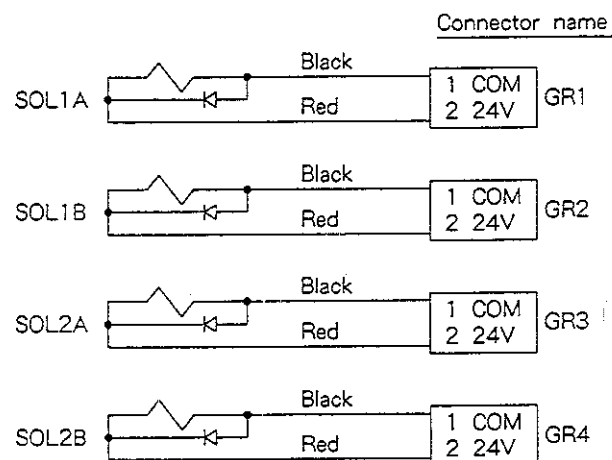 Connector name
Black
SOL1A
Red
1 COM
2 24V
GR1
Black
SOL1B
Red
1 COM
2 24V
GR2
Black
SOL2A
Red
1 COM
2 24V
GR3
Black
SOL2B
Red
1 COM
2 24V
GR4